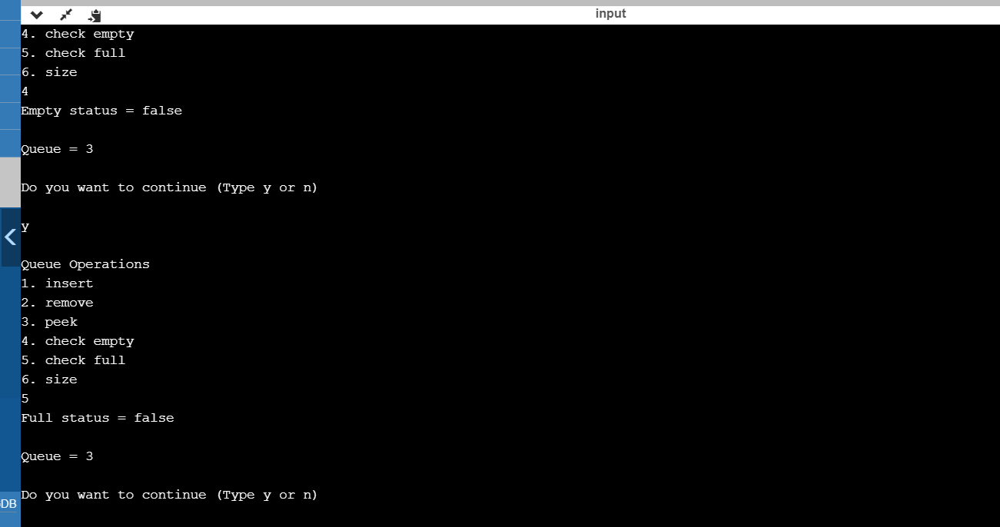 input
4. check empty
5. check full
6. size
4
Empty status = false
Queue = 3
Do you want to continue (Type y or n)
y
Queue Operations
1. insert
2. remove
3. peek
4. check empty
5. check full
6. size
5
Full status = false
Queue = 3
Do you want to continue (Type y or n)
DB